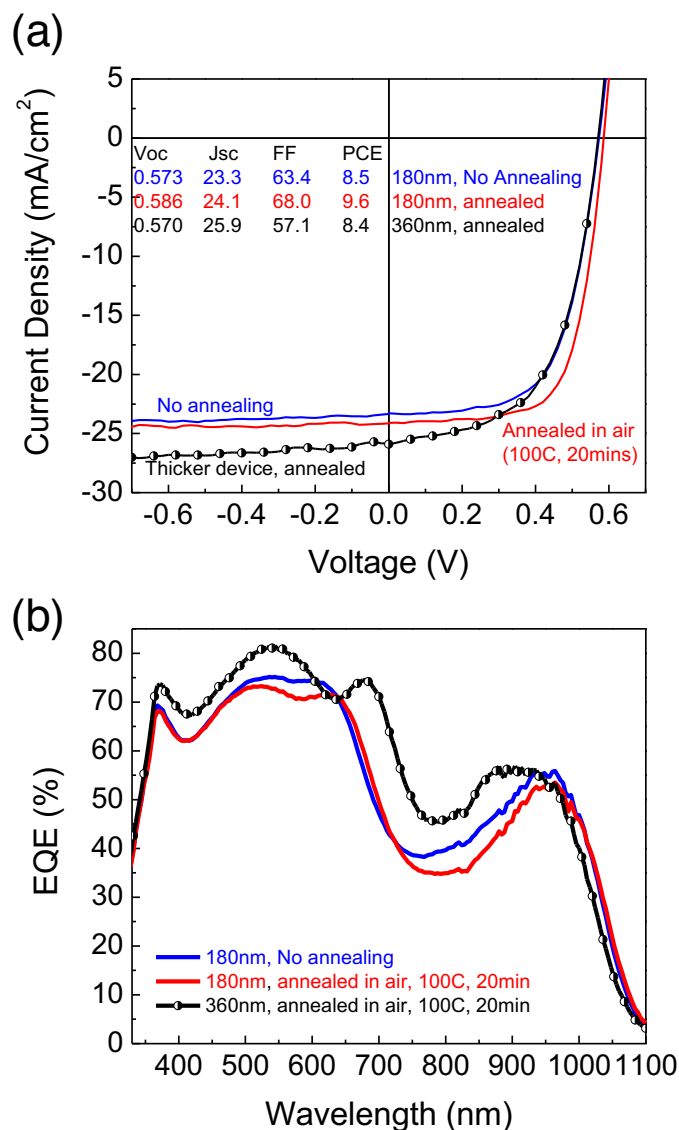 (a)
5
0
-5
-10
-15
-20
-25
-30
Current Density (mA/cm²)
Voc Jsc FF PCE
0.573 23.3 63.4 8.5 180nm, No Annealing
0.586 24.1 68.0 9.6 180nm, annealed
0.570 25.9 57.1 8.4 360nm, annealed
No annealing
Annealed in air
(100C, 20mins)
Thicker device, annealed
-0.6 -0.4 -0.2 0.0 0.2 0.4 0.6
Voltage (V)
(b)
80
70
60
50
40
30
20
10
0
EQE (%)
180nm, No annealing
180nm, annealed in air, 100C, 20min
360nm, annealed in air, 100C, 20min
400 500 600 700 800 900 1000 1100
Wavelength (nm)